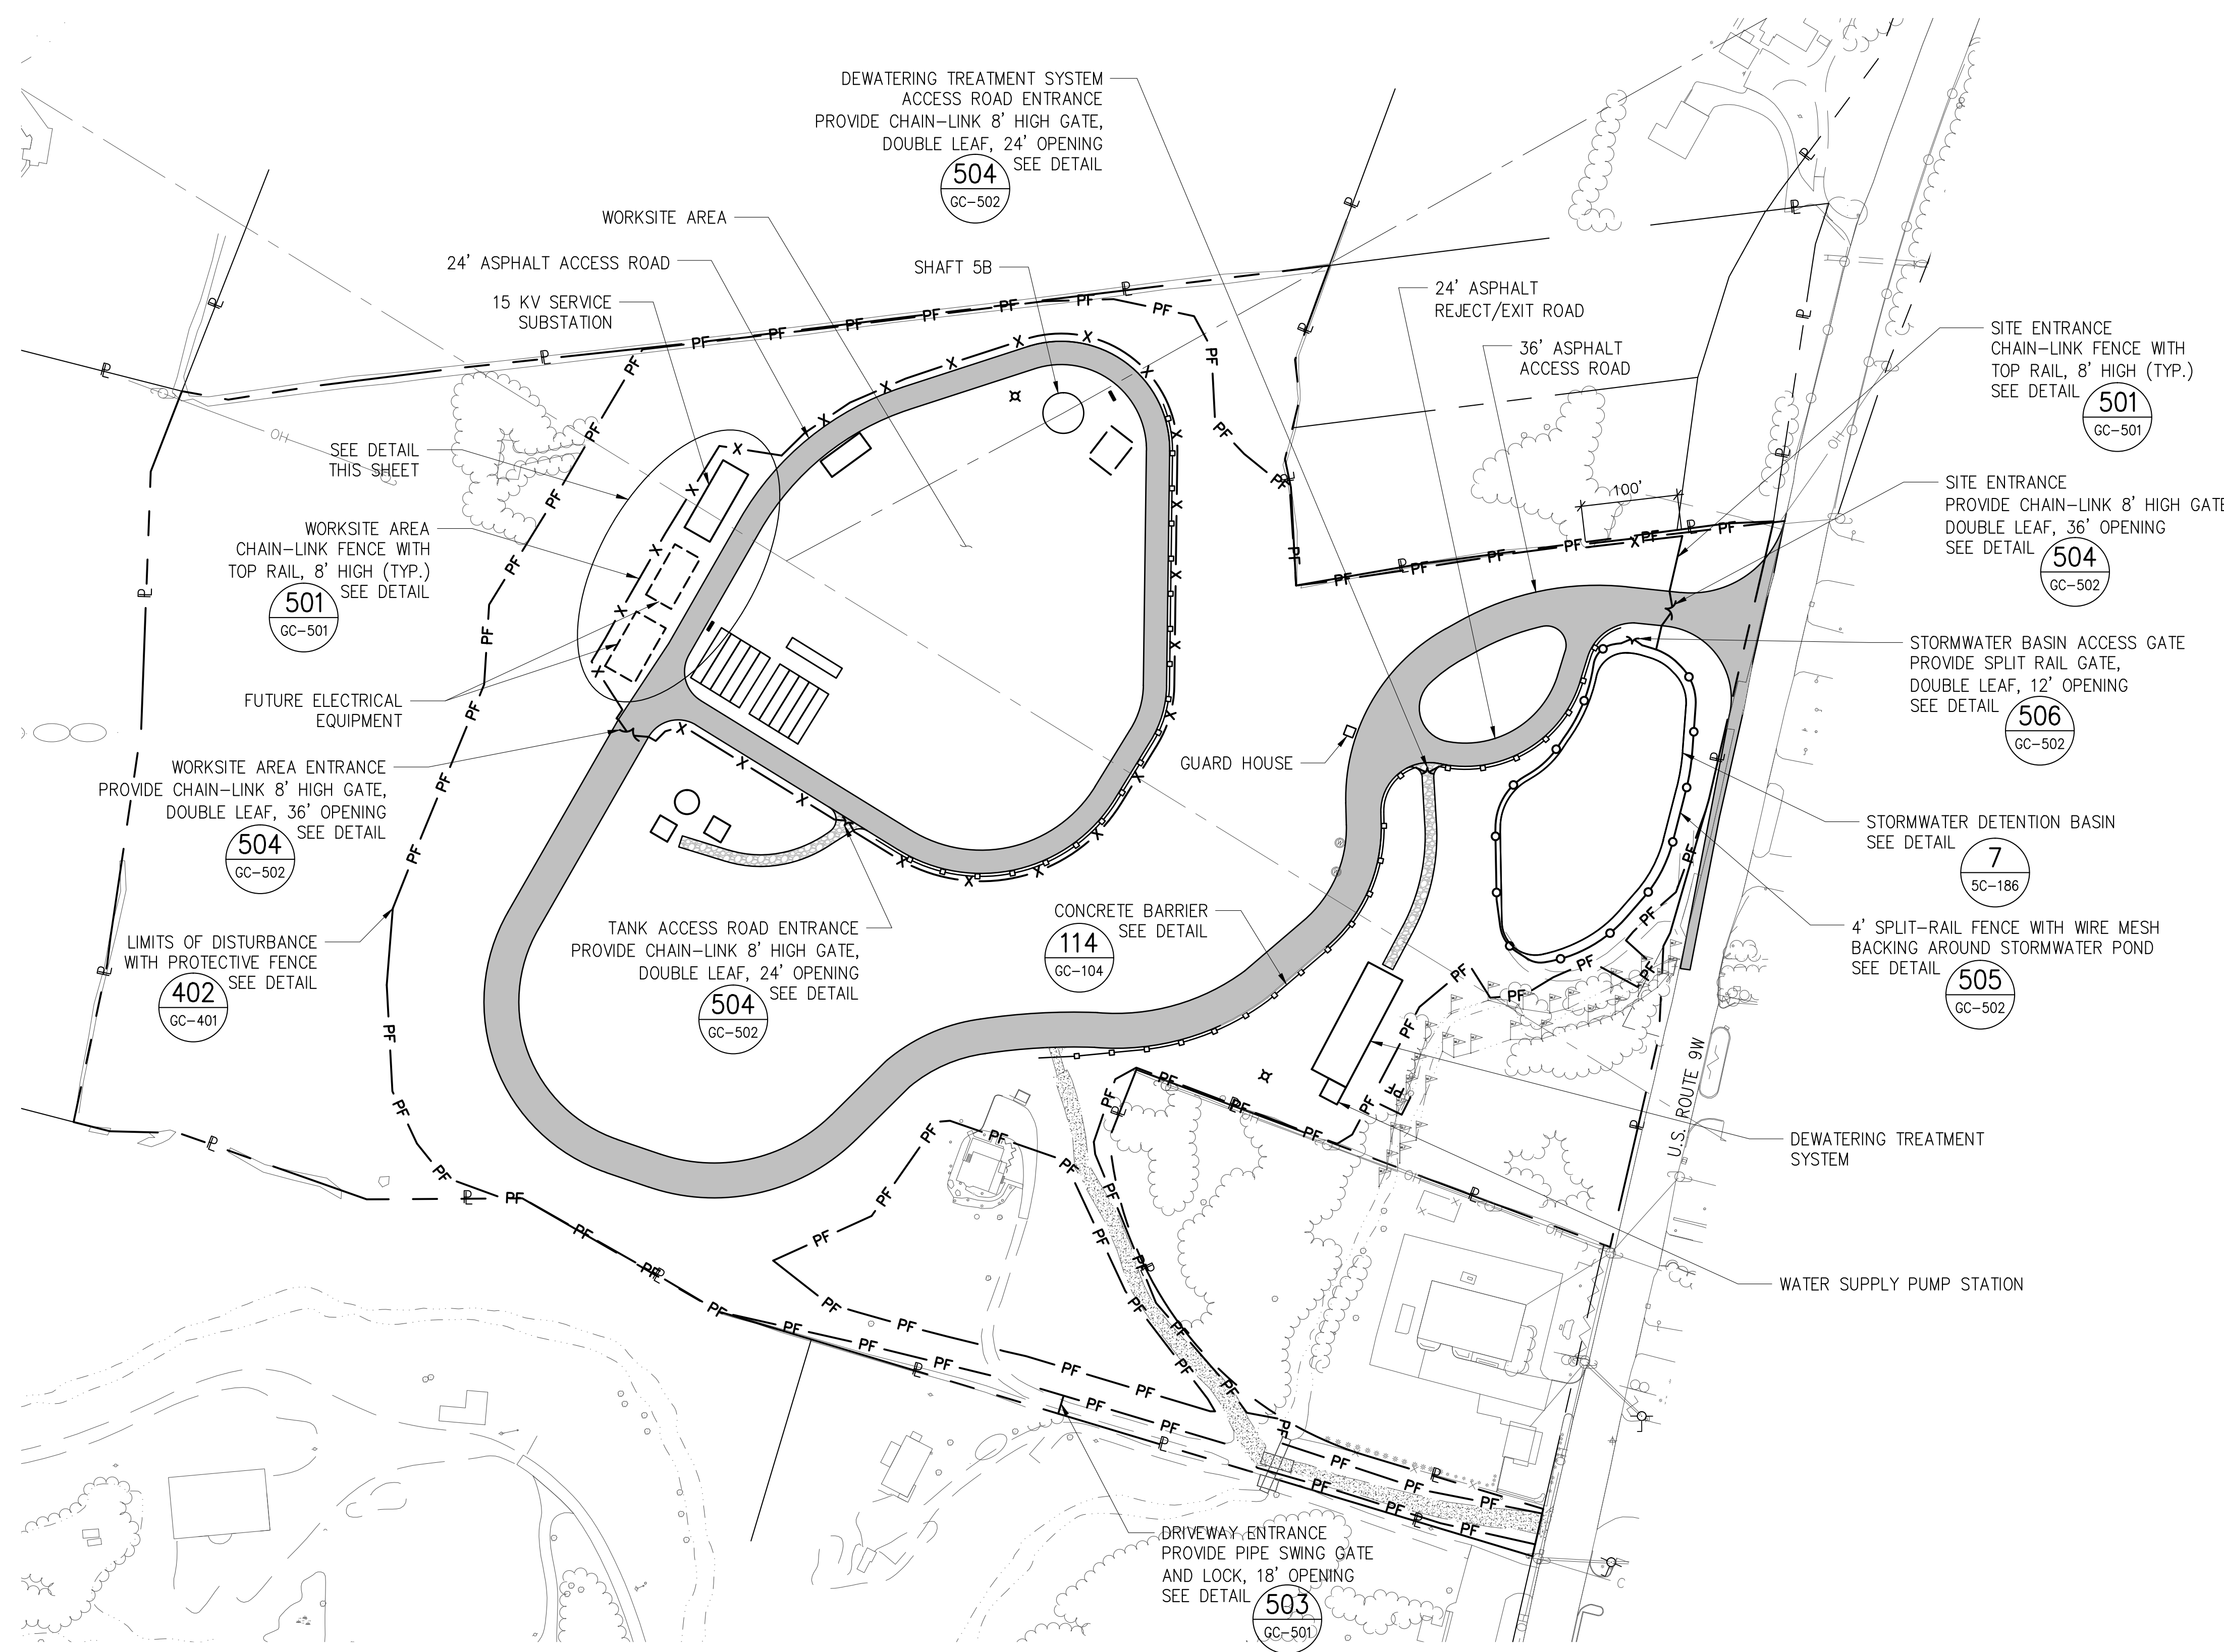 DEWATERING TREATMENT SYSTEM
ACCESS ROAD ENTRANCE
PROVIDE CHAIN-LINK 8' HIGH GATE,
DOUBLE LEAF, 24' OPENING
SEE DETAIL
504
GC-502
WORKSITE AREA
24' ASPHALT ACCESS ROAD
SHAFT 5B
15 KV SERVICE
SUBSTATION
24' ASPHALT
REJECT/EXIT ROAD
36' ASPHALT
ACCESS ROAD
SITE ENTRANCE
CHAIN-LINK FENCE WITH
TOP RAIL, 8' HIGH (TYP.)
SEE DETAIL
501
GC-501
SEE DETAIL
THIS SHEET
100'
SITE ENTRANCE
PROVIDE CHAIN-LINK 8' HIGH GATE
DOUBLE LEAF, 36' OPENING
SEE DETAIL
504
GC-502
WORKSITE AREA
CHAIN-LINK FENCE WITH
TOP RAIL, 8' HIGH (TYP.)
SEE DETAIL
501
GC-501
STORMWATER BASIN ACCESS GATE
PROVIDE SPLIT RAIL GATE,
DOUBLE LEAF, 12' OPENING
SEE DETAIL
506
GC-502
FUTURE ELECTRICAL
EQUIPMENT
GUARD HOUSE
WORKSITE AREA ENTRANCE
PROVIDE CHAIN-LINK 8' HIGH GATE,
DOUBLE LEAF, 36' OPENING
SEE DETAIL
504
GC-502
STORMWATER DETENTION BASIN
SEE DETAIL
7
5C-186
LIMITS OF DISTURBANCE
WITH PROTECTIVE FENCE
SEE DETAIL
402
GC-401
TANK ACCESS ROAD ENTRANCE
PROVIDE CHAIN-LINK 8' HIGH GATE,
DOUBLE LEAF, 24' OPENING
SEE DETAIL
504
GC-502
CONCRETE BARRIER
SEE DETAIL
114
GC-104
4' SPLIT-RAIL FENCE WITH WIRE MESH
BACKING AROUND STORMWATER POND
SEE DETAIL
505
GC-502
U.S. ROUTE 9W
DEWATERING TREATMENT
SYSTEM
WATER SUPPLY PUMP STATION
DRIVEWAY ENTRANCE
PROVIDE PIPE SWING GATE
AND LOCK, 18' OPENING
SEE DETAIL
503
GC-501